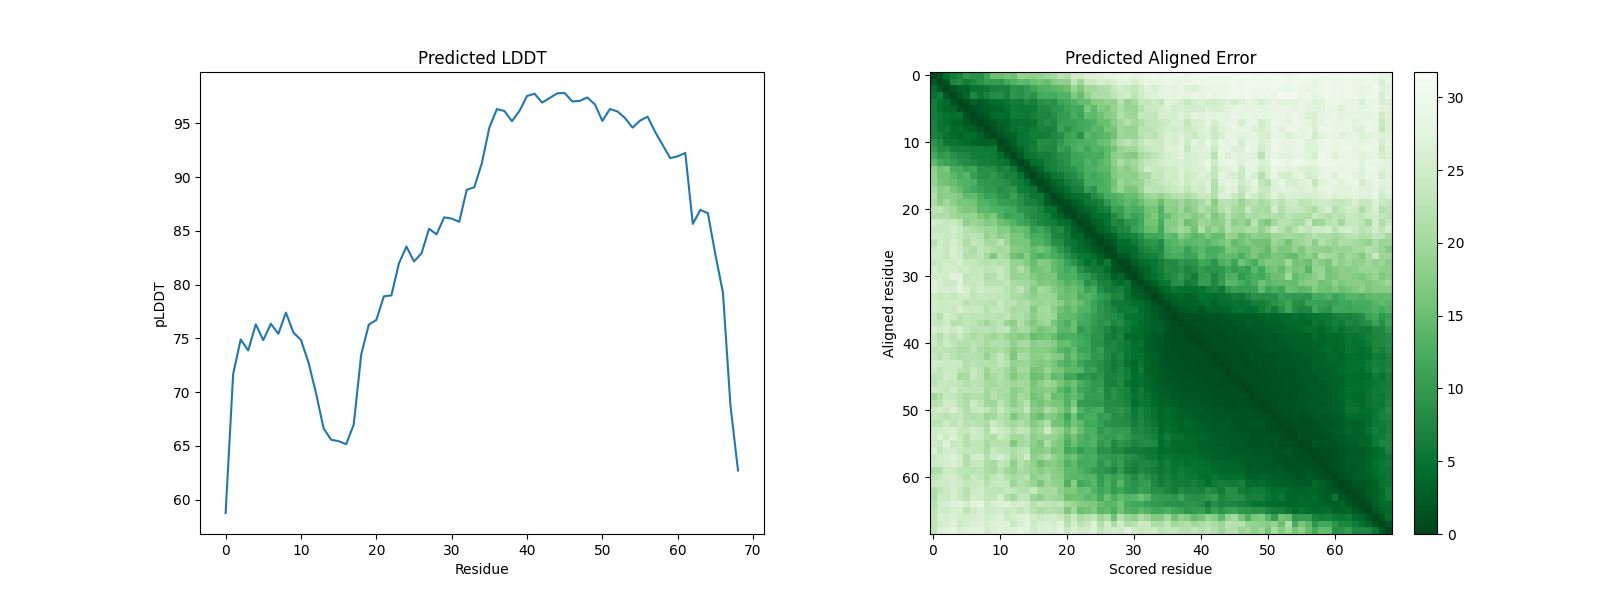 Predicted LDDT
95
90
85
80
75
70
65
60
pLDDT
0 10 20 30 40 50 60 70
Residue
Predicted Aligned Error
0
10
20
30
40
50
60
Aligned residue
0 10 20 30 40 50 60
Scored residue
30
25
20
15
10
5
0